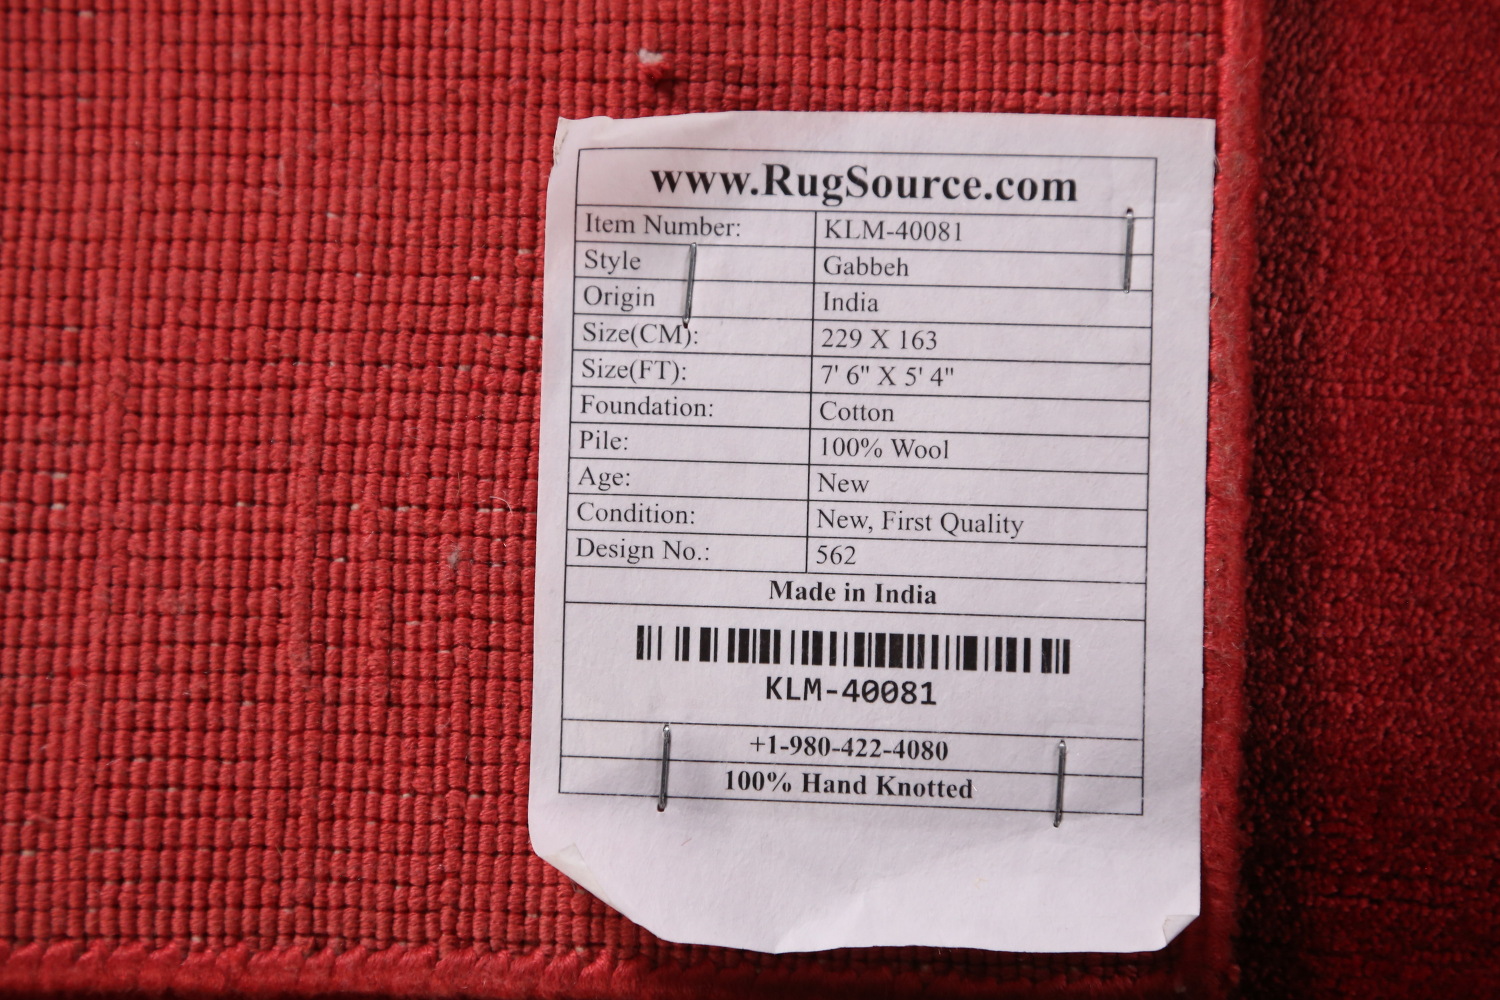 www.RugSource.com
Item Number: KLM-40081
Style Gabbeh
Origin India
Size(CM): 229 X 163
Size(FT): 7' 6" X 5' 4"
Foundation: Cotton
Pile: 100% Wool
Age: New
Condition: New, First Quality
Design No.: 562
Made in India
KLM-40081
+1-980-422-4080
100% Hand Knotted